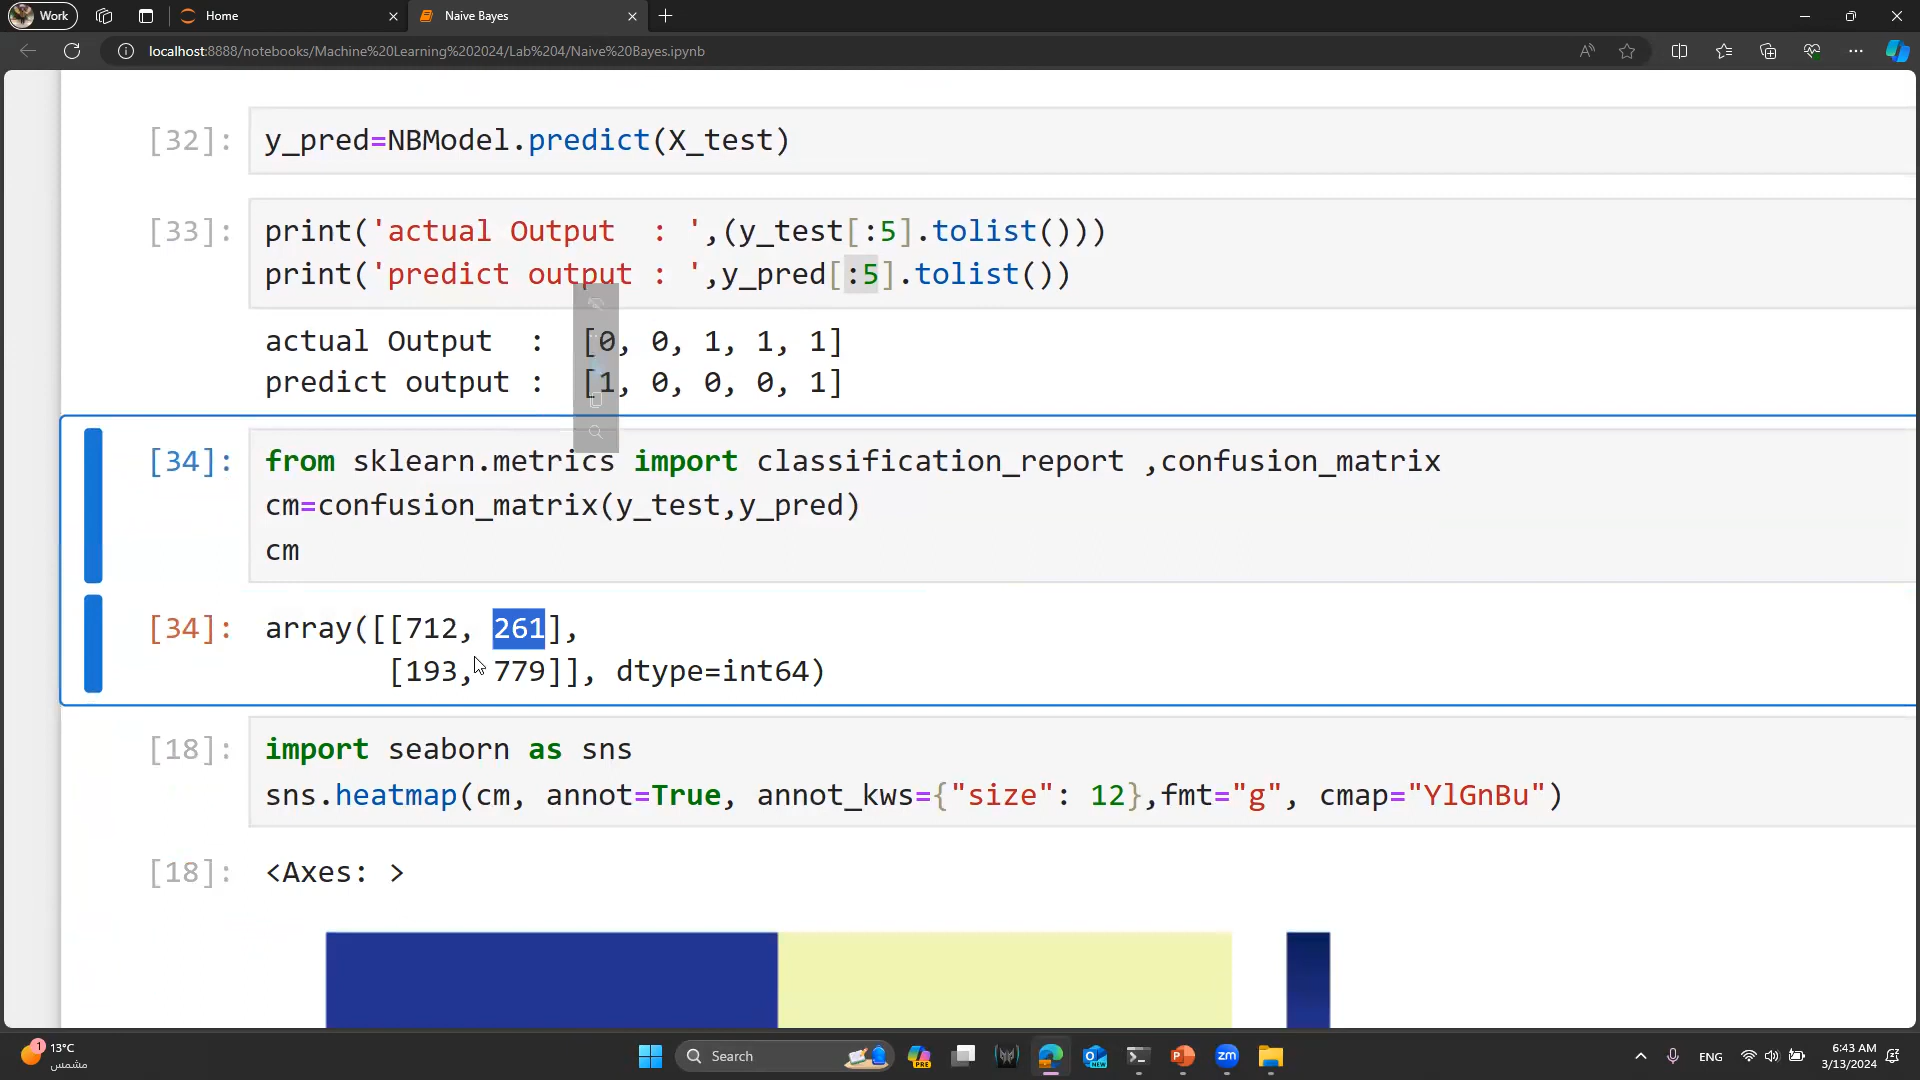 Work
Home
Naive Bayes
localhost:8888/notebooks/Machine%20Learning%202024/Lab%204/Naive%20Bayes.ipynb
[32]:
y_pred=NBModel.predict(X_test)
[33]:
print('actual Output  : ',(y_test[:5].tolist()))
print('predict output : ',y_pred[:5].tolist())
actual Output  :  [0, 0, 1, 1, 1]
predict output :  [1, 0, 0, 0, 1]
[34]:
from sklearn.metrics import classification_report ,confusion_matrix
cm=confusion_matrix(y_test,y_pred)
cm
[34]:
array([[712, 261],
[193, 779]], dtype=int64)
[18]:
import seaborn as sns
sns.heatmap(cm, annot=True, annot_kws={"size": 12},fmt="g", cmap="YlGnBu")
[18]:
<Axes: >
1
13°C
مشمس
Search
PRE
NEW
zm
ENG
6:43 AM
3/13/2024